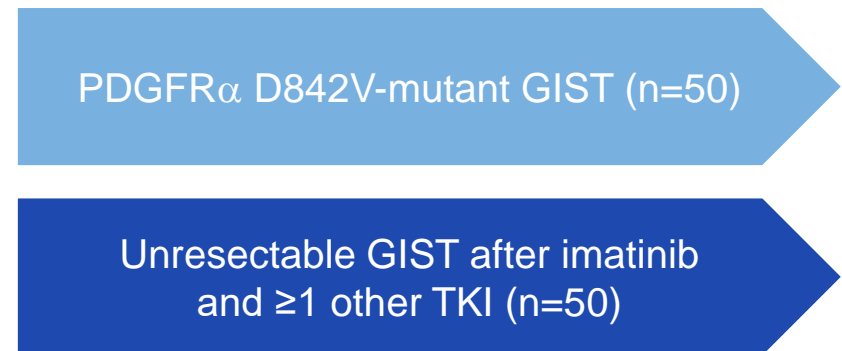 PDGFRα D842V-mutant GIST (n=50)
Unresectable GIST after imatinib
and ≥1 other TKI (n=50)